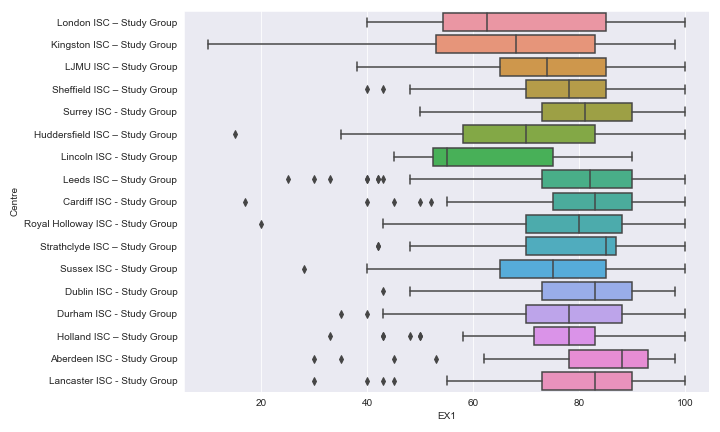 London ISC – Study Group
Kingston ISC – Study Group
LJMU ISC – Study Group
Sheffield ISC – Study Group
Surrey ISC - Study Group
Huddersfield ISC – Study Group
Lincoln ISC - Study Group
Leeds ISC – Study Group
Cardiff ISC - Study Group
Royal Holloway ISC - Study Group
Strathclyde ISC – Study Group
Sussex ISC - Study Group
Dublin ISC - Study Group
Durham ISC - Study Group
Holland ISC – Study Group
Aberdeen ISC - Study Group
Lancaster ISC - Study Group
Centre
20 40 60 80 100
EX1